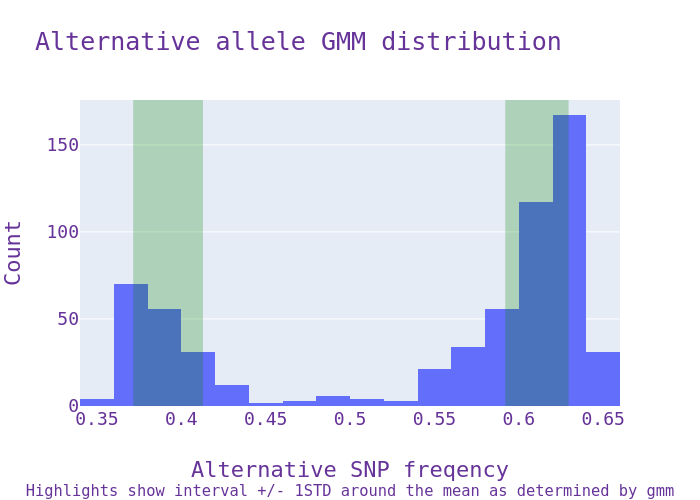 Alternative allele GMM distribution
150
100
50
0
Count
0.35 0.4 0.45 0.5 0.55 0.6 0.65
Alternative SNP freqency
Highlights show interval +/- 1STD around the mean as determined by gmm